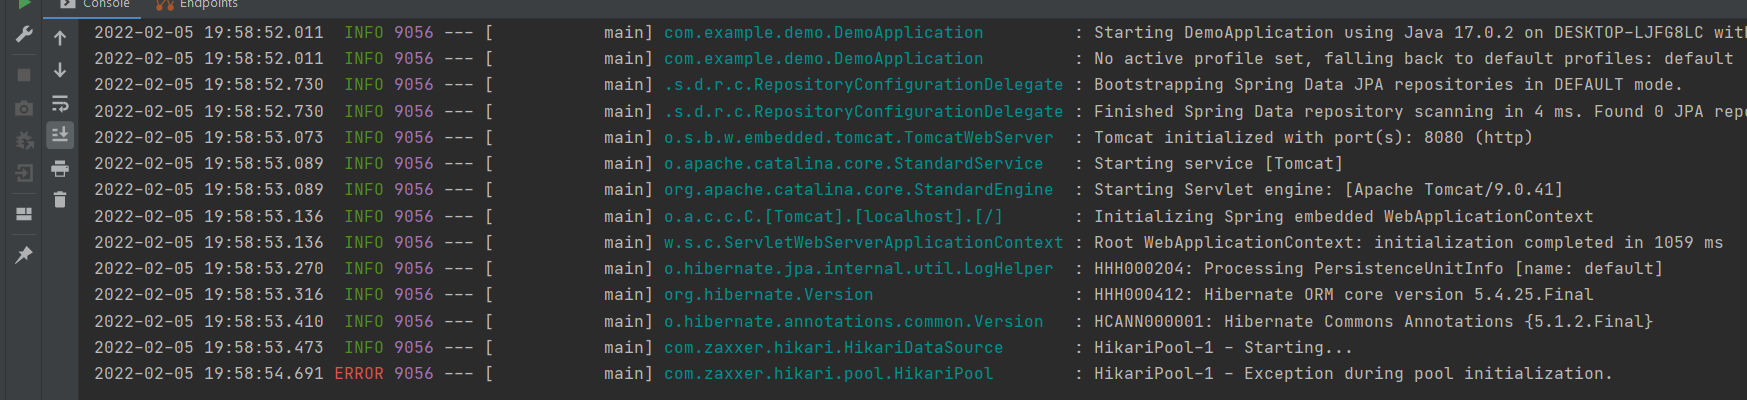 Console Endpoints
2022-02-05 19:58:52.011  INFO 9056 --- [           main] com.example.demo.DemoApplication         : Starting DemoApplication using Java 17.0.2 on DESKTOP-LJFG8LC
2022-02-05 19:58:52.011  INFO 9056 --- [           main] com.example.demo.DemoApplication         : No active profile set, falling back to default profiles: default
2022-02-05 19:58:52.730  INFO 9056 --- [           main] .s.d.r.c.RepositoryConfigurationDelegate : Bootstrapping Spring Data JPA repositories in DEFAULT mode.
2022-02-05 19:58:52.730  INFO 9056 --- [           main] .s.d.r.c.RepositoryConfigurationDelegate : Finished Spring Data repository scanning in 4 ms. Found 0 JPA
2022-02-05 19:58:53.073  INFO 9056 --- [           main] o.s.b.w.embedded.tomcat.TomcatWebServer  : Tomcat initialized with port(s): 8080 (http)
2022-02-05 19:58:53.089  INFO 9056 --- [           main] o.apache.catalina.core.StandardService   : Starting service [Tomcat]
2022-02-05 19:58:53.089  INFO 9056 --- [           main] org.apache.catalina.core.StandardEngine  : Starting Servlet engine: [Apache Tomcat/9.0.41]
2022-02-05 19:58:53.136  INFO 9056 --- [           main] o.a.c.c.C.[Tomcat].[localhost].[/]       : Initializing Spring embedded WebApplicationContext
2022-02-05 19:58:53.136  INFO 9056 --- [           main] w.s.c.ServletWebServerApplicationContext : Root WebApplicationContext: initialization completed in 1059 ms
2022-02-05 19:58:53.270  INFO 9056 --- [           main] o.hibernate.jpa.internal.util.LogHelper  : HHH000204: Processing PersistenceUnitInfo [name: default]
2022-02-05 19:58:53.316  INFO 9056 --- [           main] org.hibernate.Version                    : HHH000412: Hibernate ORM core version 5.4.25.Final
2022-02-05 19:58:53.410  INFO 9056 --- [           main] o.hibernate.annotations.common.Version   : HCANN000001: Hibernate Commons Annotations {5.1.2.Final}
2022-02-05 19:58:53.473  INFO 9056 --- [           main] com.zaxxer.hikari.HikariDataSource       : HikariPool-1 - Starting...
2022-02-05 19:58:54.691 ERROR 9056 --- [           main] com.zaxxer.hikari.pool.HikariPool        : HikariPool-1 - Exception during pool initialization.